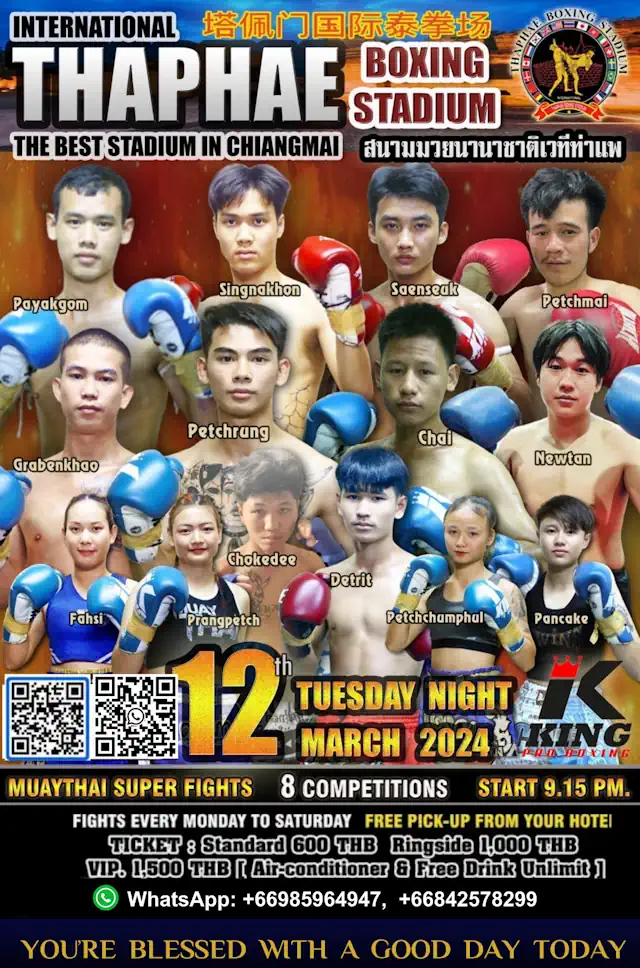 INTERNATIONAL
塔佩门国际泰拳场
THAPHAE
BOXING
STADIUM
THAPHAE BOXING STADIUM
THE BEST STADIUM IN CHIANGMAI
สนามมวยนานาชาติเวทีท่าแพ
Payakgom
Singnakhon
Saenseuk
Petchmai
Petchrung
Chai
Grabenkhao
Newtan
Chokedee
Detrit
Fahsi
Prangpetch
Petchchumphul
Pancake
12th
TUESDAY NIGHT
MARCH 2024
KING
PRO BOXING
MUAYTHAI SUPER FIGHTS
8 COMPETITIONS
START 9.15 PM.
FIGHTS EVERY MONDAY TO SATURDAY FREE PICK-UP FROM YOUR HOTEl
TICKET : Standard 600 THB Ringside 1,000 THB
VIP. 1,500 THB [ Air-conditioner & Free Drink Unlimit ]
WhatsApp: +66985964947, +66842578299
YOU'RE BLESSED WITH A GOOD DAY TODAY